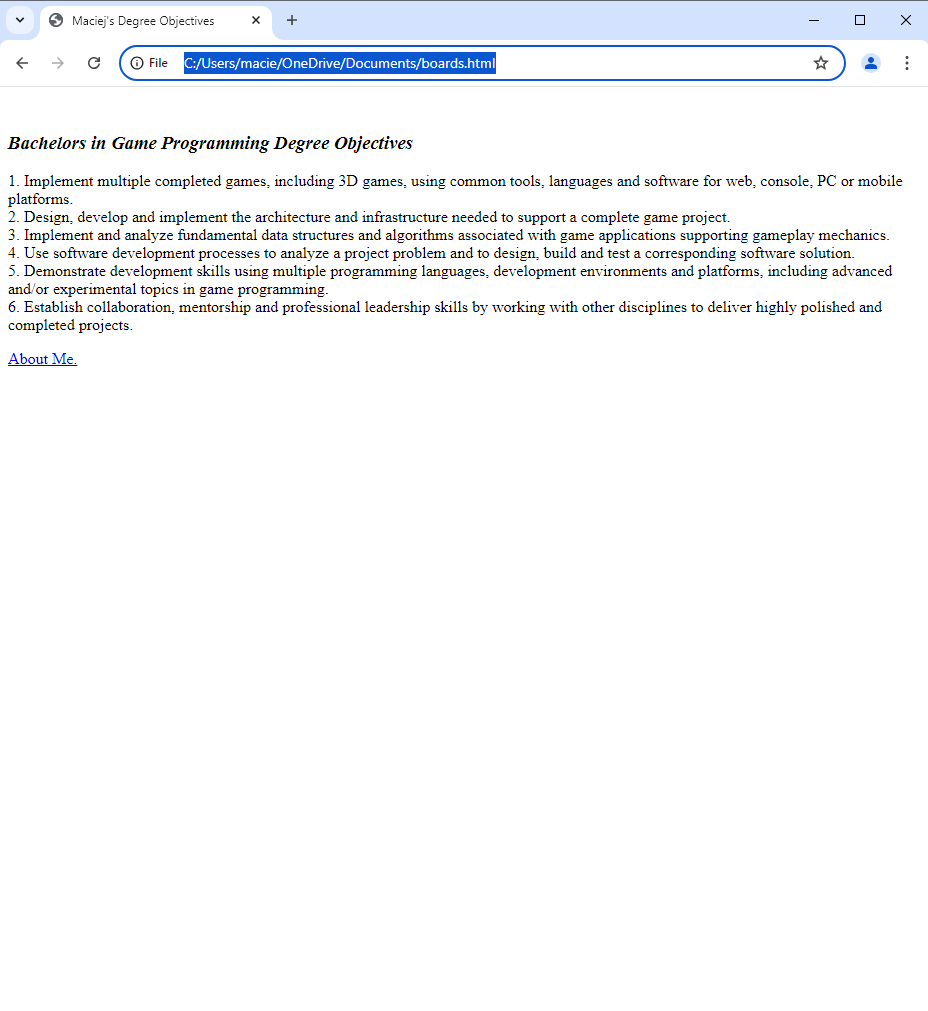 Maciej's Degree Objectives
File C:/Users/macie/OneDrive/Documents/boards.html
Bachelors in Game Programming Degree Objectives
1. Implement multiple completed games, including 3D games, using common tools, languages and software for web, console, PC or mobile
platforms.
2. Design, develop and implement the architecture and infrastructure needed to support a complete game project.
3. Implement and analyze fundamental data structures and algorithms associated with game applications supporting gameplay mechanics.
4. Use software development processes to analyze a project problem and to design, build and test a corresponding software solution.
5. Demonstrate development skills using multiple programming languages, development environments and platforms, including advanced
and/or experimental topics in game programming.
6. Establish collaboration, mentorship and professional leadership skills by working with other disciplines to deliver highly polished and
completed projects.
About Me.